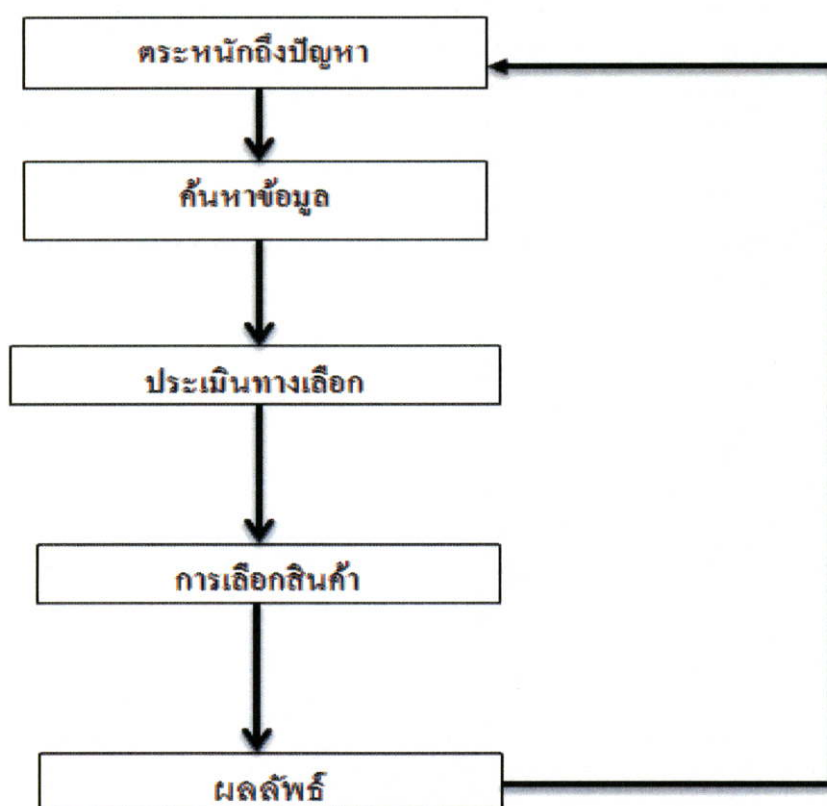 ตระหนักถึงปัญหา
ค้นหาข้อมูล
ประเมินทางเลือก
การเลือกสินค้า
ผลลัพธ์